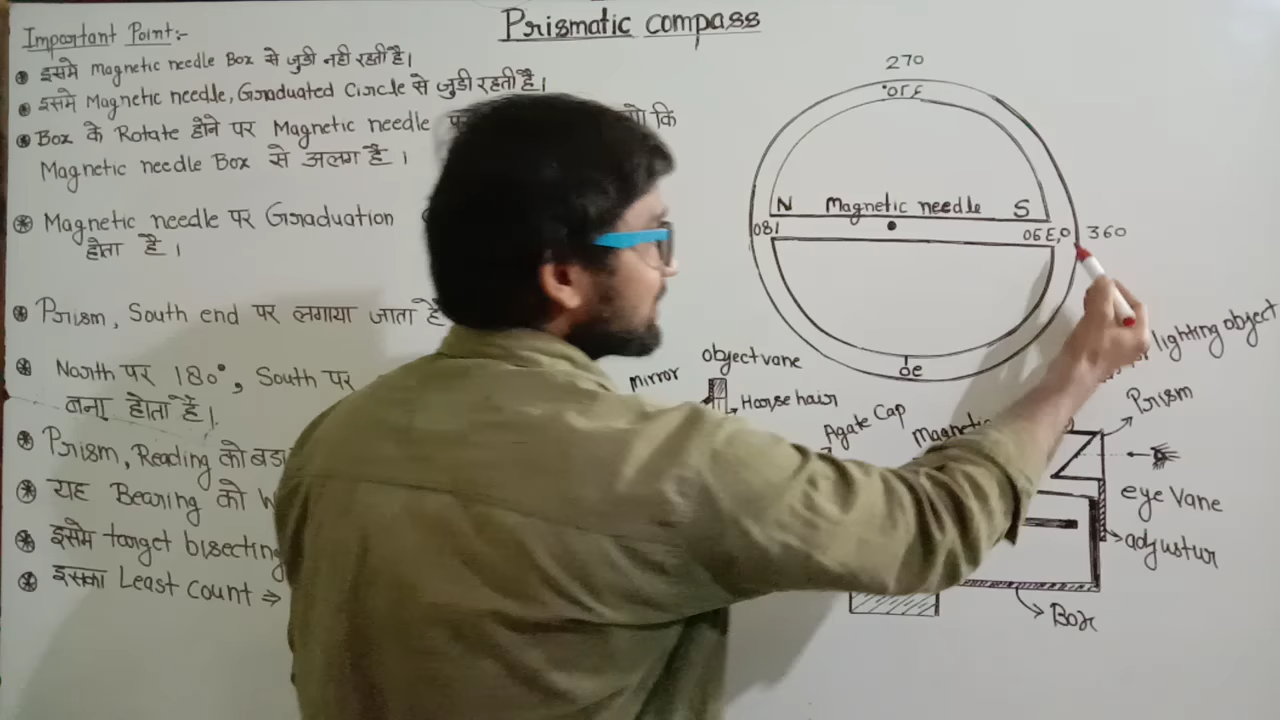 Prismatic compass
Important Point:-
इसमे Magnetic needle Box से जुडी नही रहती है।
इसमे Magnetic needle, Graduated Circle से जुडी रहती है।
Box के Rotate होने पर Magnetic needle कि
Magnetic needle Box से अलग है।
Magnetic needle पर Graduation
होता है।
Prism, South end पर लगाया जाता है
North पर 180°, South पर
बना होता है।
Prism, Reading को
यह Bearing को
इसमे target bisecting
इसका Least count ⇒
270
N Magnetic needle S
360
object vane
mirror
Horse hair
Agate Cap
lighting object
Prism
eye Vane
adjustur
Box